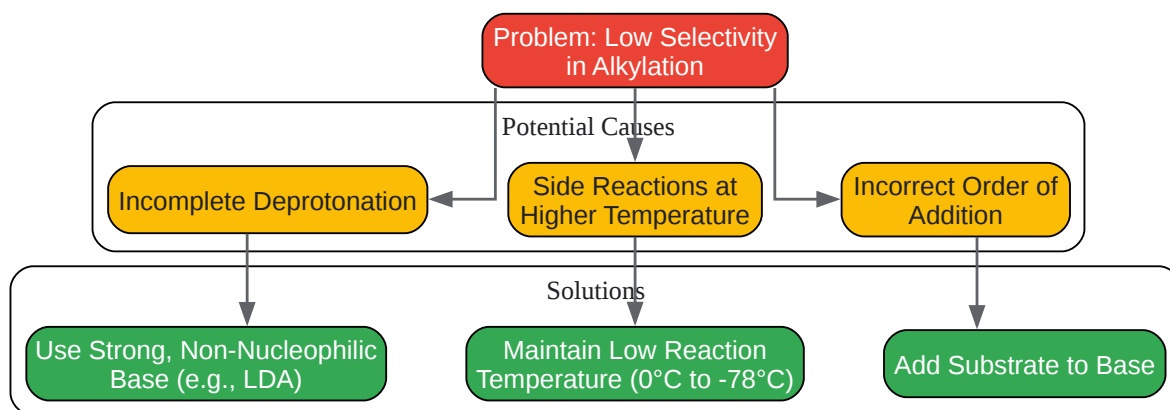 Problem: Low Selectivity
in Alkylation
Potential Causes
Incomplete Deprotonation
Side Reactions at
Higher Temperature
Incorrect Order of
Addition
Solutions
Use Strong, Non-Nucleophilic
Base (e.g., LDA)
Maintain Low Reaction
Temperature (0°C to -78°C)
Add Substrate to Base